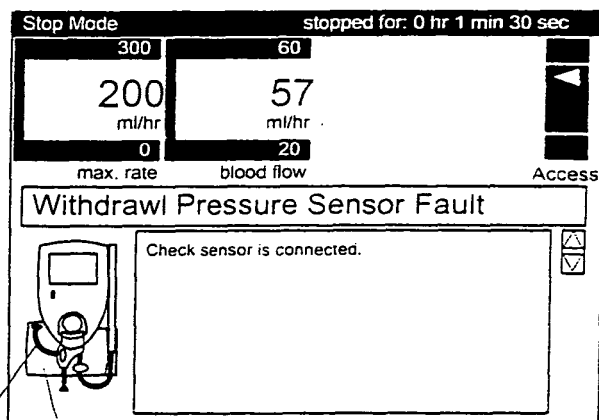 Stop Mode stopped for: 0 hr 1 min 30 sec
300 60
200 57
ml/hr ml/hr
0 20
max. rate blood flow Access
Withdrawl Pressure Sensor Fault
Check sensor is connected.